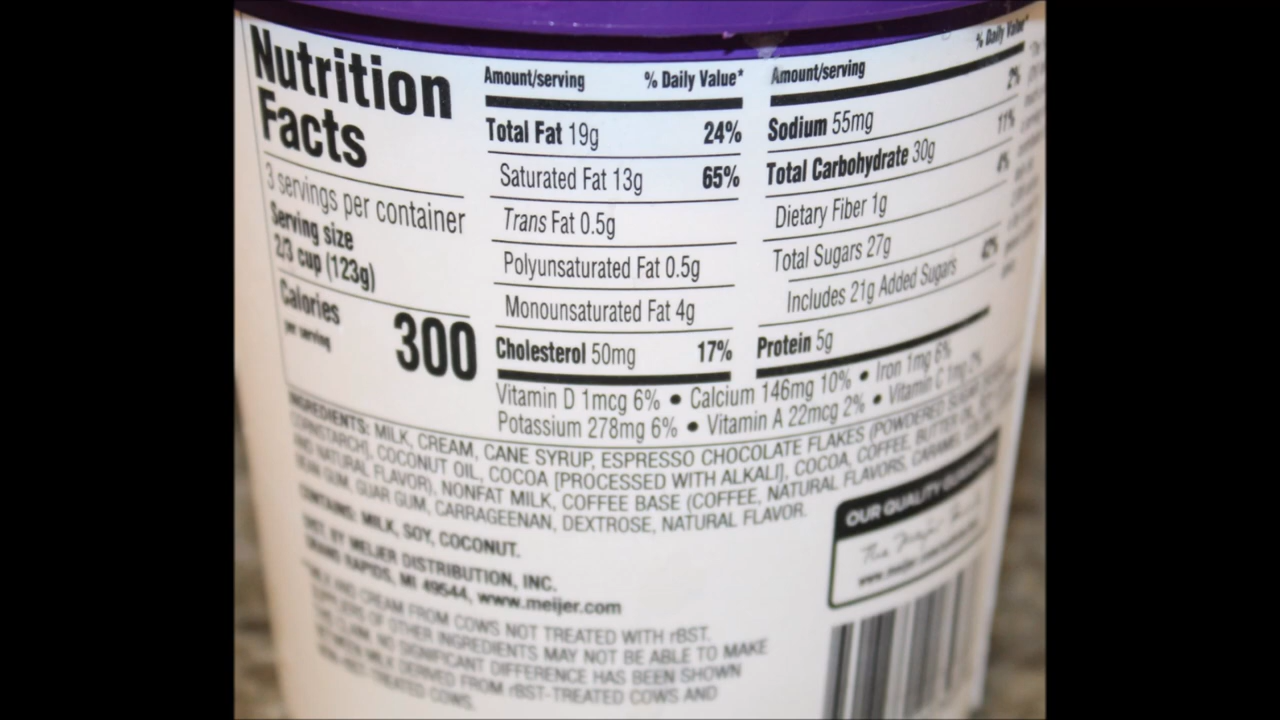 Nutrition
Facts
3 servings per container
Serving size
2/3 cup (123g)
Calories
per serving
300
Amount/serving % Daily Value*
Total Fat 19g 24%
Saturated Fat 13g 65%
Trans Fat 0.5g
Polyunsaturated Fat 0.5g
Monounsaturated Fat 4g
Cholesterol 50mg 17%
Amount/serving % Daily Value*
Sodium 55mg 2%
Total Carbohydrate 30g 11%
Dietary Fiber 1g 4%
Total Sugars 27g
Includes 21g Added Sugars 42%
Protein 5g
Vitamin D 1mcg 6% • Calcium 146mg 10% • Iron 1mg 6%
Potassium 278mg 6% • Vitamin A 22mcg 2% • Vitamin C 1mg
INGREDIENTS: MILK, CREAM, CANE SYRUP, ESPRESSO CHOCOLATE FLAKES (POWDERED SUGAR
[CORNSTARCH], COCONUT OIL, COCOA [PROCESSED WITH ALKALI], COCOA, COFFEE, BUTTER OIL,
AND NATURAL FLAVOR), NONFAT MILK, COFFEE BASE (COFFEE, NATURAL FLAVORS, CARAMEL
BEAN GUM, GUAR GUM, CARRAGEENAN, DEXTROSE, NATURAL FLAVOR.
CONTAINS: MILK, SOY, COCONUT.
DIST. BY MEIJER DISTRIBUTION, INC.
GRAND RAPIDS, MI 49544, www.meijer.com
MILK AND CREAM FROM COWS NOT TREATED WITH rBST.
SUPPLIERS OF OTHER INGREDIENTS MAY NOT BE ABLE TO MAKE
THE CLAIM. NO SIGNIFICANT DIFFERENCE HAS BEEN SHOWN
BETWEEN MILK DERIVED FROM rBST-TREATED COWS AND
NON-rBST-TREATED COWS.
OUR QUALITY
The Meijer